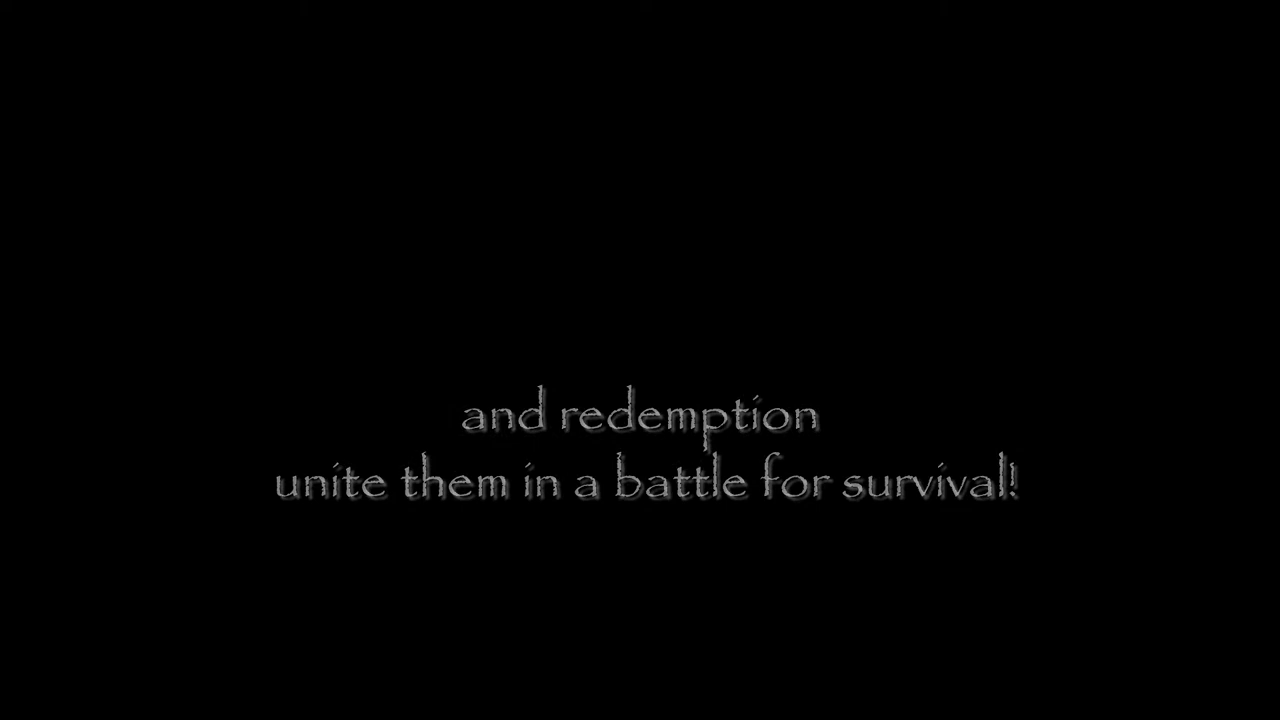 and redemption
unite them in a battle for survival!